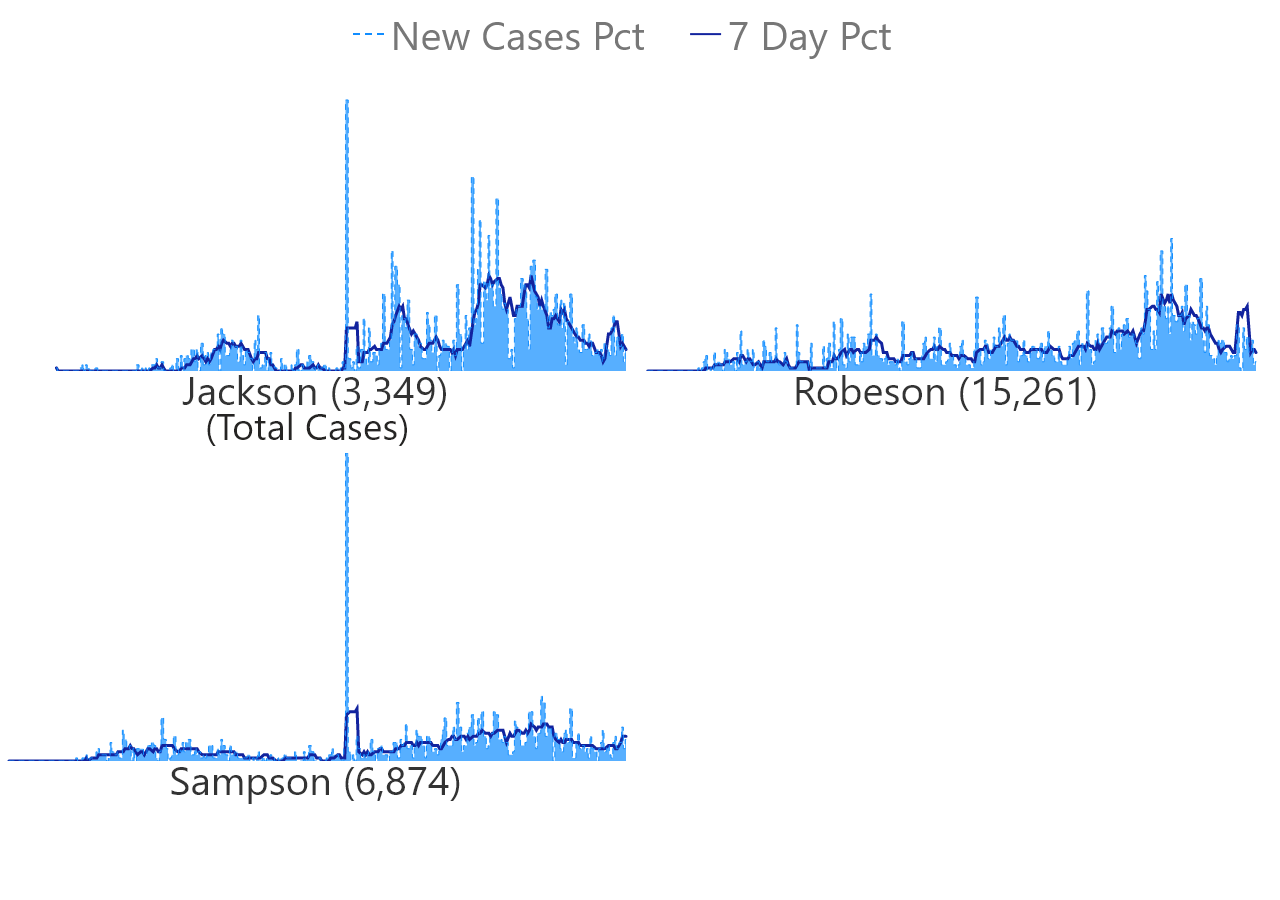 New Cases Pct 7 Day Pct
Jackson (3,349)
(Total Cases)
Robeson (15,261)
Sampson (6,874)